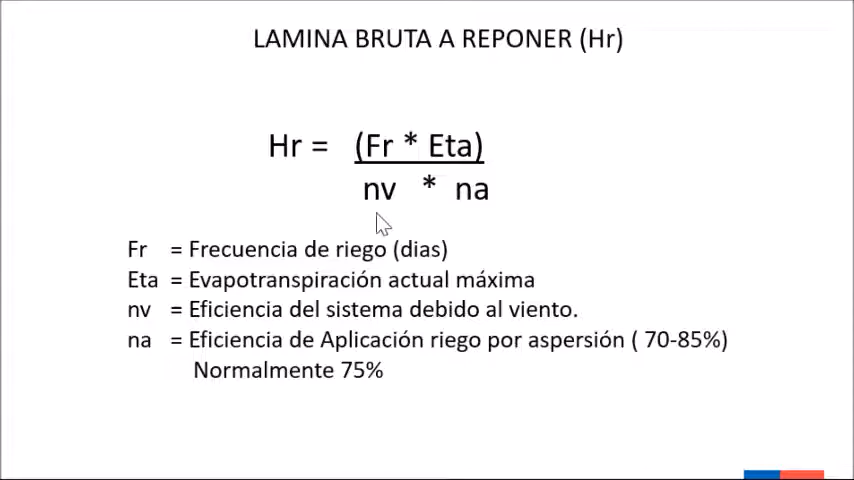 LAMINA BRUTA A REPONER (Hr)
Hr = (Fr * Eta)
nv * na
Fr = Frecuencia de riego (dias)
Eta = Evapotranspiración actual máxima
nv = Eficiencia del sistema debido al viento.
na = Eficiencia de Aplicación riego por aspersión ( 70-85%)
Normalmente 75%